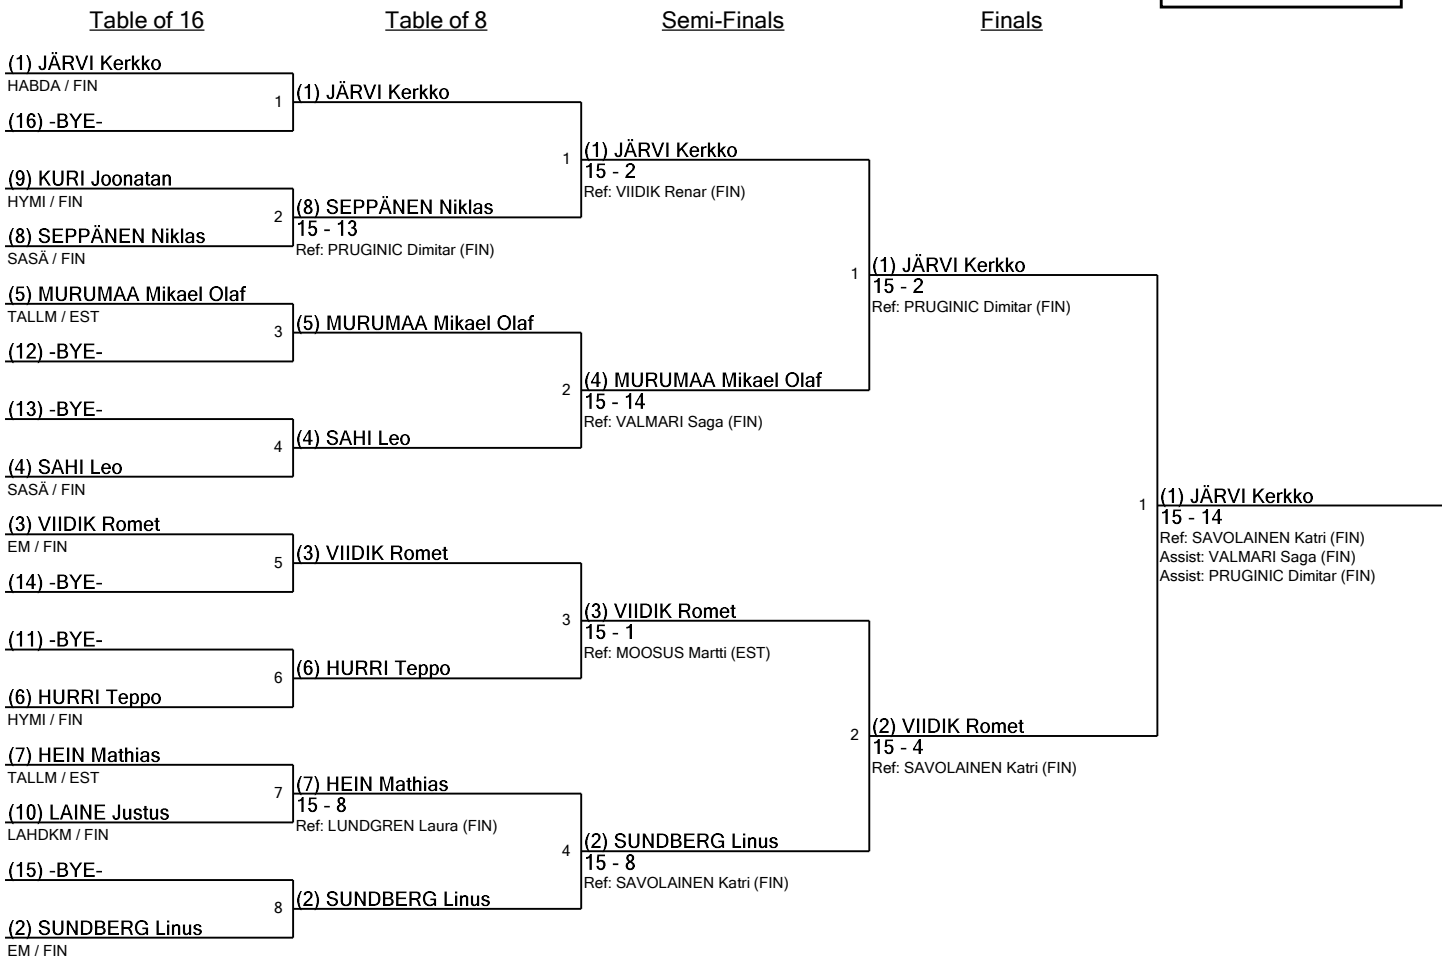 Table of 16
Table of 8
Semi-Finals
Finals
(1) JÄRVI Kerkko
HABDA / FIN
(16) -BYE-
(9) KURI Joonatan
HYMI / FIN
(8) SEPPÄNEN Niklas
SASÄ / FIN
(5) MURUMAA Mikael Olaf
TALLM / EST
(12) -BYE-
(13) -BYE-
(4) SAHI Leo
SASÄ / FIN
(3) VIIDIK Romet
EM / FIN
(14) -BYE-
(11) -BYE-
(6) HURRI Teppo
HYMI / FIN
(7) HEIN Mathias
TALLM / EST
(10) LAINE Justus
LAHDKM / FIN
(15) -BYE-
(2) SUNDBERG Linus
EM / FIN
1
(1) JÄRVI Kerkko
2
(8) SEPPÄNEN Niklas
15 - 13
Ref: PRUGINIC Dimitar (FIN)
3
(5) MURUMAA Mikael Olaf
4
(4) SAHI Leo
5
(3) VIIDIK Romet
6
(6) HURRI Teppo
7
(7) HEIN Mathias
15 - 8
Ref: LUNDGREN Laura (FIN)
8
(2) SUNDBERG Linus
1
(1) JÄRVI Kerkko
15 - 2
Ref: VIIDIK Renar (FIN)
2
(4) MURUMAA Mikael Olaf
15 - 14
Ref: VALMARI Saga (FIN)
3
(3) VIIDIK Romet
15 - 1
Ref: MOOSUS Martti (EST)
4
(2) SUNDBERG Linus
15 - 8
Ref: SAVOLAINEN Katri (FIN)
1
(1) JÄRVI Kerkko
15 - 2
Ref: PRUGINIC Dimitar (FIN)
2
(2) VIIDIK Romet
15 - 4
Ref: SAVOLAINEN Katri (FIN)
1
(1) JÄRVI Kerkko
15 - 14
Ref: SAVOLAINEN Katri (FIN)
Assist: VALMARI Saga (FIN)
Assist: PRUGINIC Dimitar (FIN)